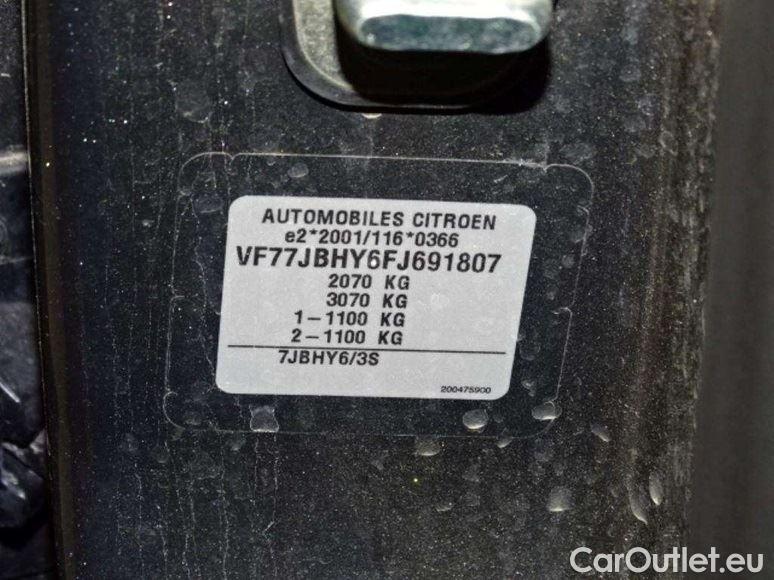 AUTOMOBILES CITROEN
e2*2001/116*0366
VF77JBHY6FJ691807
2070 KG
3070 KG
1-1100 KG
2-1100 KG
7JBHY6/3S
200475900
CarOutlet.eu